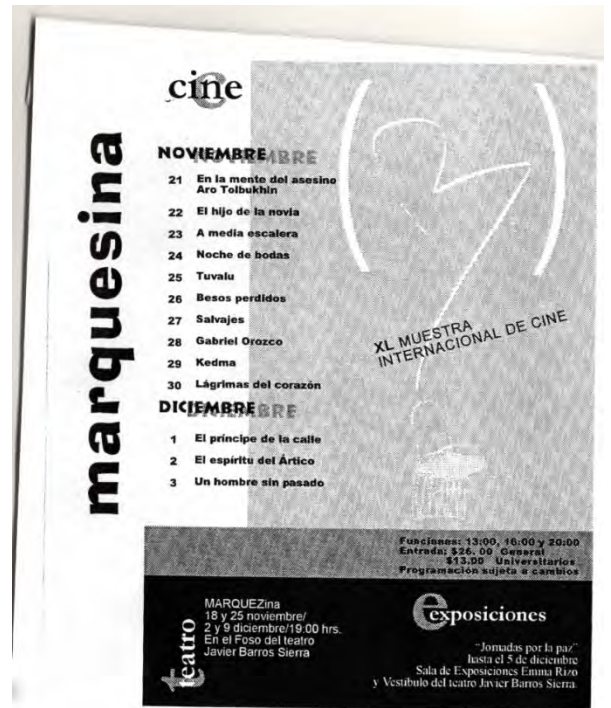 marquesina
cine
NOVIEMBRE
21 En la mente del asesino
Aro Tolbukhin
22 El hijo de la novia
23 A media escalera
24 Noche de bodas
25 Tuvalu
26 Besos perdidos
27 Salvajes
28 Gabriel Orozco
29 Kedma
30 Lágrimas del corazón
DICIEMBRE
1 El príncipe de la calle
2 El espíritu del Ártico
3 Un hombre sin pasado
XL MUESTRA
INTERNACIONAL DE CINE
Funciones: 13:00, 16:00 y 20:00
Entrada: $26. 00 General
$13.00 Universitarios
Programación sujeta a cambios
teatro
MARQUEZina
18 y 25 noviembre/
2 y 9 diciembre/19:00 hrs.
En el Foso del teatro
Javier Barros Sierra
exposiciones
"Jornadas por la paz"
hasta el 5 de diciembre
Sala de Exposiciones Emma Rizo
y Vestíbulo del teatro Javier Barros Sierra.